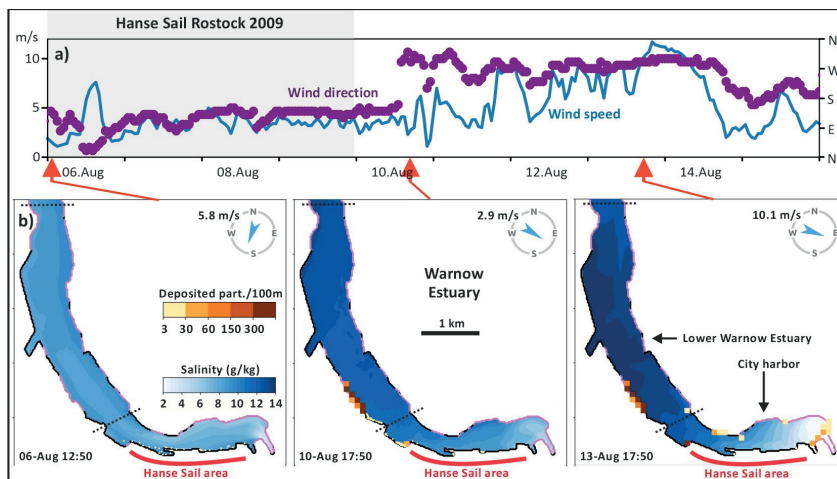 Hanse Sail Rostock 2009
m/s
a)
10
5
0
Wind direction
Wind speed
N
W
S
E
N
06.Aug 08.Aug 10.Aug 12.Aug 14.Aug
b)
5.8 m/s
N
W E
S
Deposited part./100m
3 30 60 150 300
Salinity (g/kg)
2 4 6 8 10 12 14
06-Aug 12:50
Hanse Sail area
2.9 m/s
N
W E
S
Warnow
Estuary
1 km
10-Aug 17:50
Hanse Sail area
10.1 m/s
N
W E
S
Lower Warnow Estuary
City harbor
13-Aug 17:50
Hanse Sail area